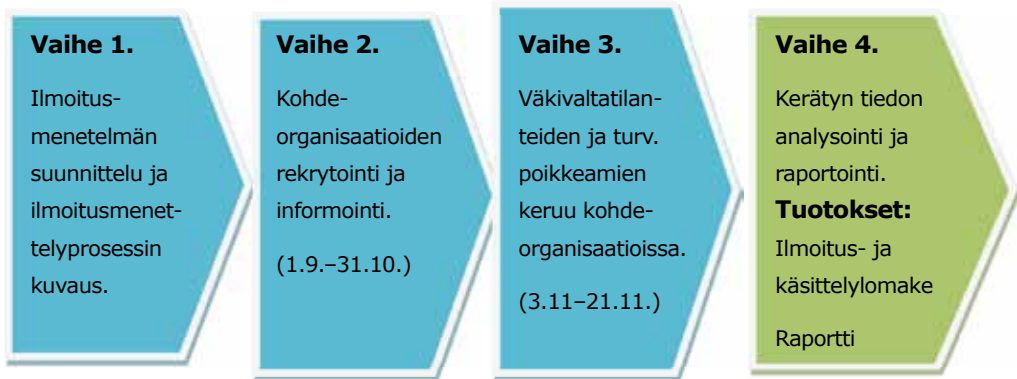 Vaihe 1.
Ilmoitus-
menetelmän
suunnittelu ja
ilmoitusmenet-
telyprosessin
kuvaus.
Vaihe 2.
Kohde-
organisaatioiden
rekrytointi ja
informointi.
(1.9.–31.10.)
Vaihe 3.
Väkivaltatilan-
teiden ja turv.
poikkeamien
keruu kohde-
organisaatioissa.
(3.11–21.11.)
Vaihe 4.
Kerätyn tiedon
analysointi ja
raportointi.
Tuotokset:
Ilmoitus- ja
käsittelylomake
Raportti